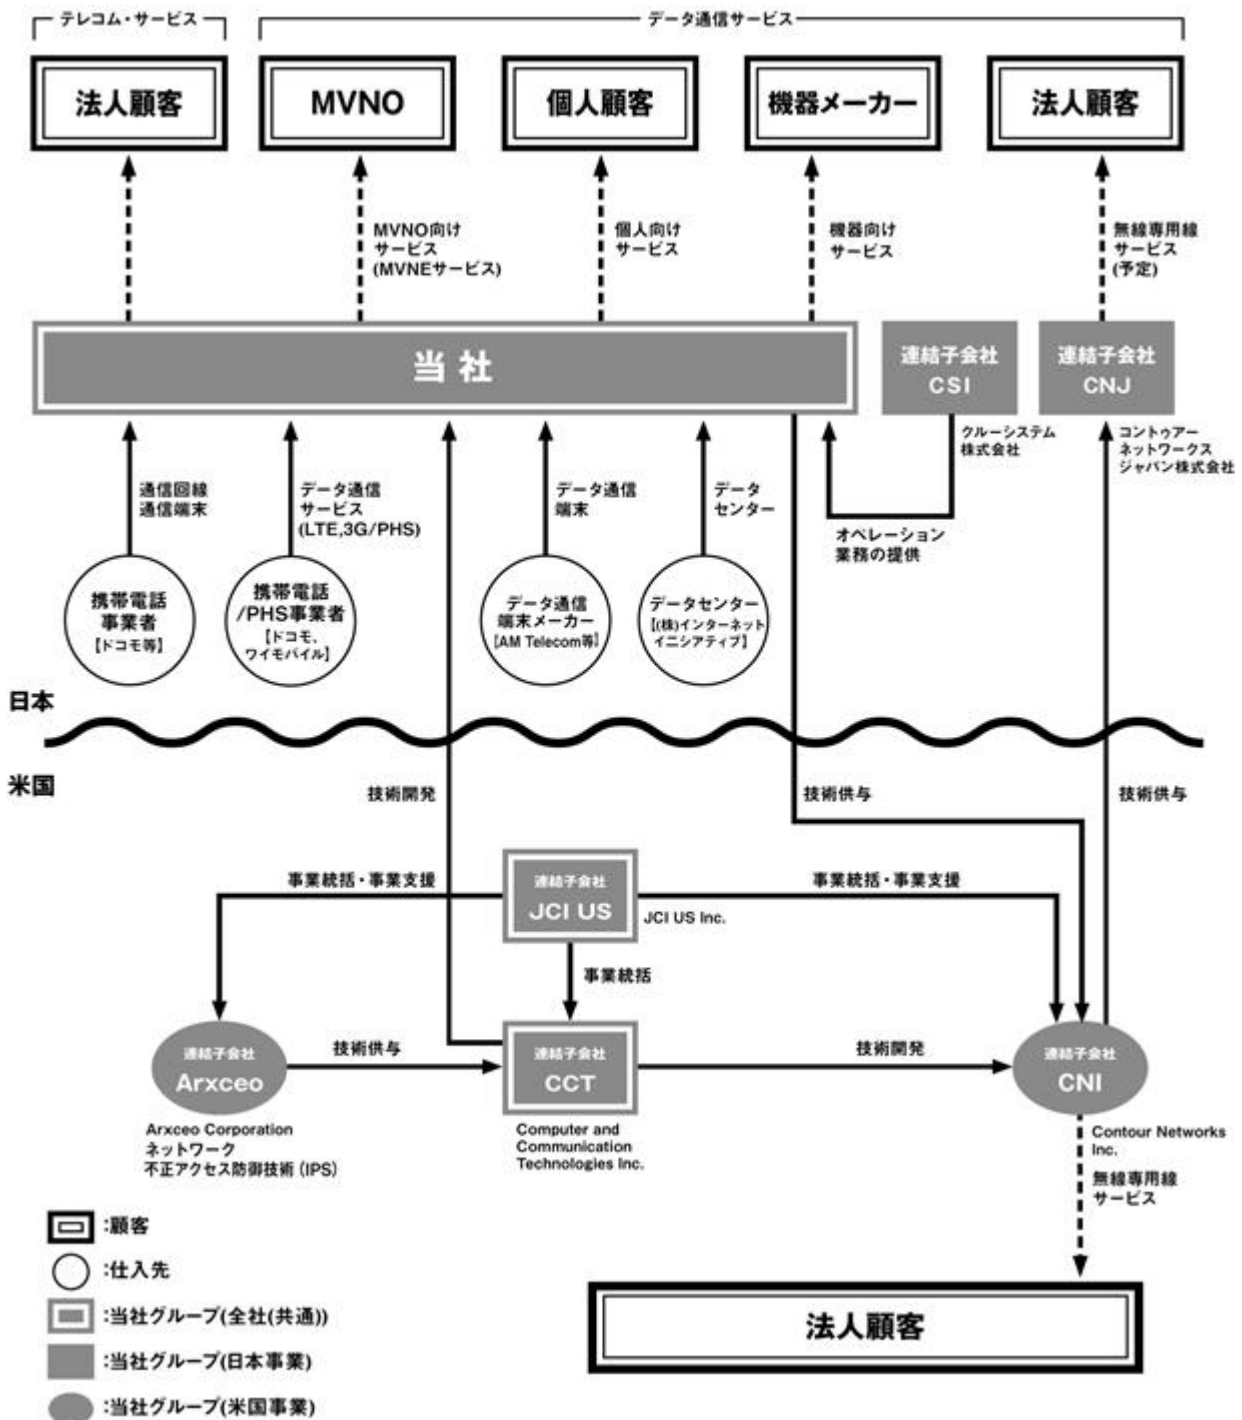 テレコム・サービス
データ通信サービス
法人顧客
MVNO
個人顧客
機器メーカー
法人顧客
MVNO向け
サービス
(MVNEサービス)
個人向け
サービス
機器向け
サービス
無線専用線
サービス
(予定)
当社
連結子会社
CSI
連結子会社
CNJ
クルーシステム
株式会社
コントゥアー
ネットワークス
ジャパン株式会社
通信回線
通信端末
データ通信
サービス
(LTE,3G/PHS)
データ通信
端末
データ
センター
オペレーション
業務の提供
携帯電話
事業者
【ドコモ等】
携帯電話
/PHS事業者
【ドコモ、
ワイモバイル】
データ通信
端末メーカー
【AM Telecom等】
データセンター
【(株)インターネット
イニシアティブ】
日本
米国
技術開発
技術供与
技術供与
事業統括・事業支援
連結子会社
JCI US
JCI US Inc.
事業統括・事業支援
事業統括
連結子会社
Arxceo
技術供与
連結子会社
CCT
技術開発
連結子会社
CNI
Arxceo Corporation
ネットワーク
不正アクセス防御技術(IPS)
Computer and
Communication
Technologies Inc.
Contour Networks
Inc.
無線専用線
サービス
:顧客
:仕入先
:当社グループ(全社(共通))
:当社グループ(日本事業)
:当社グループ(米国事業)
法人顧客